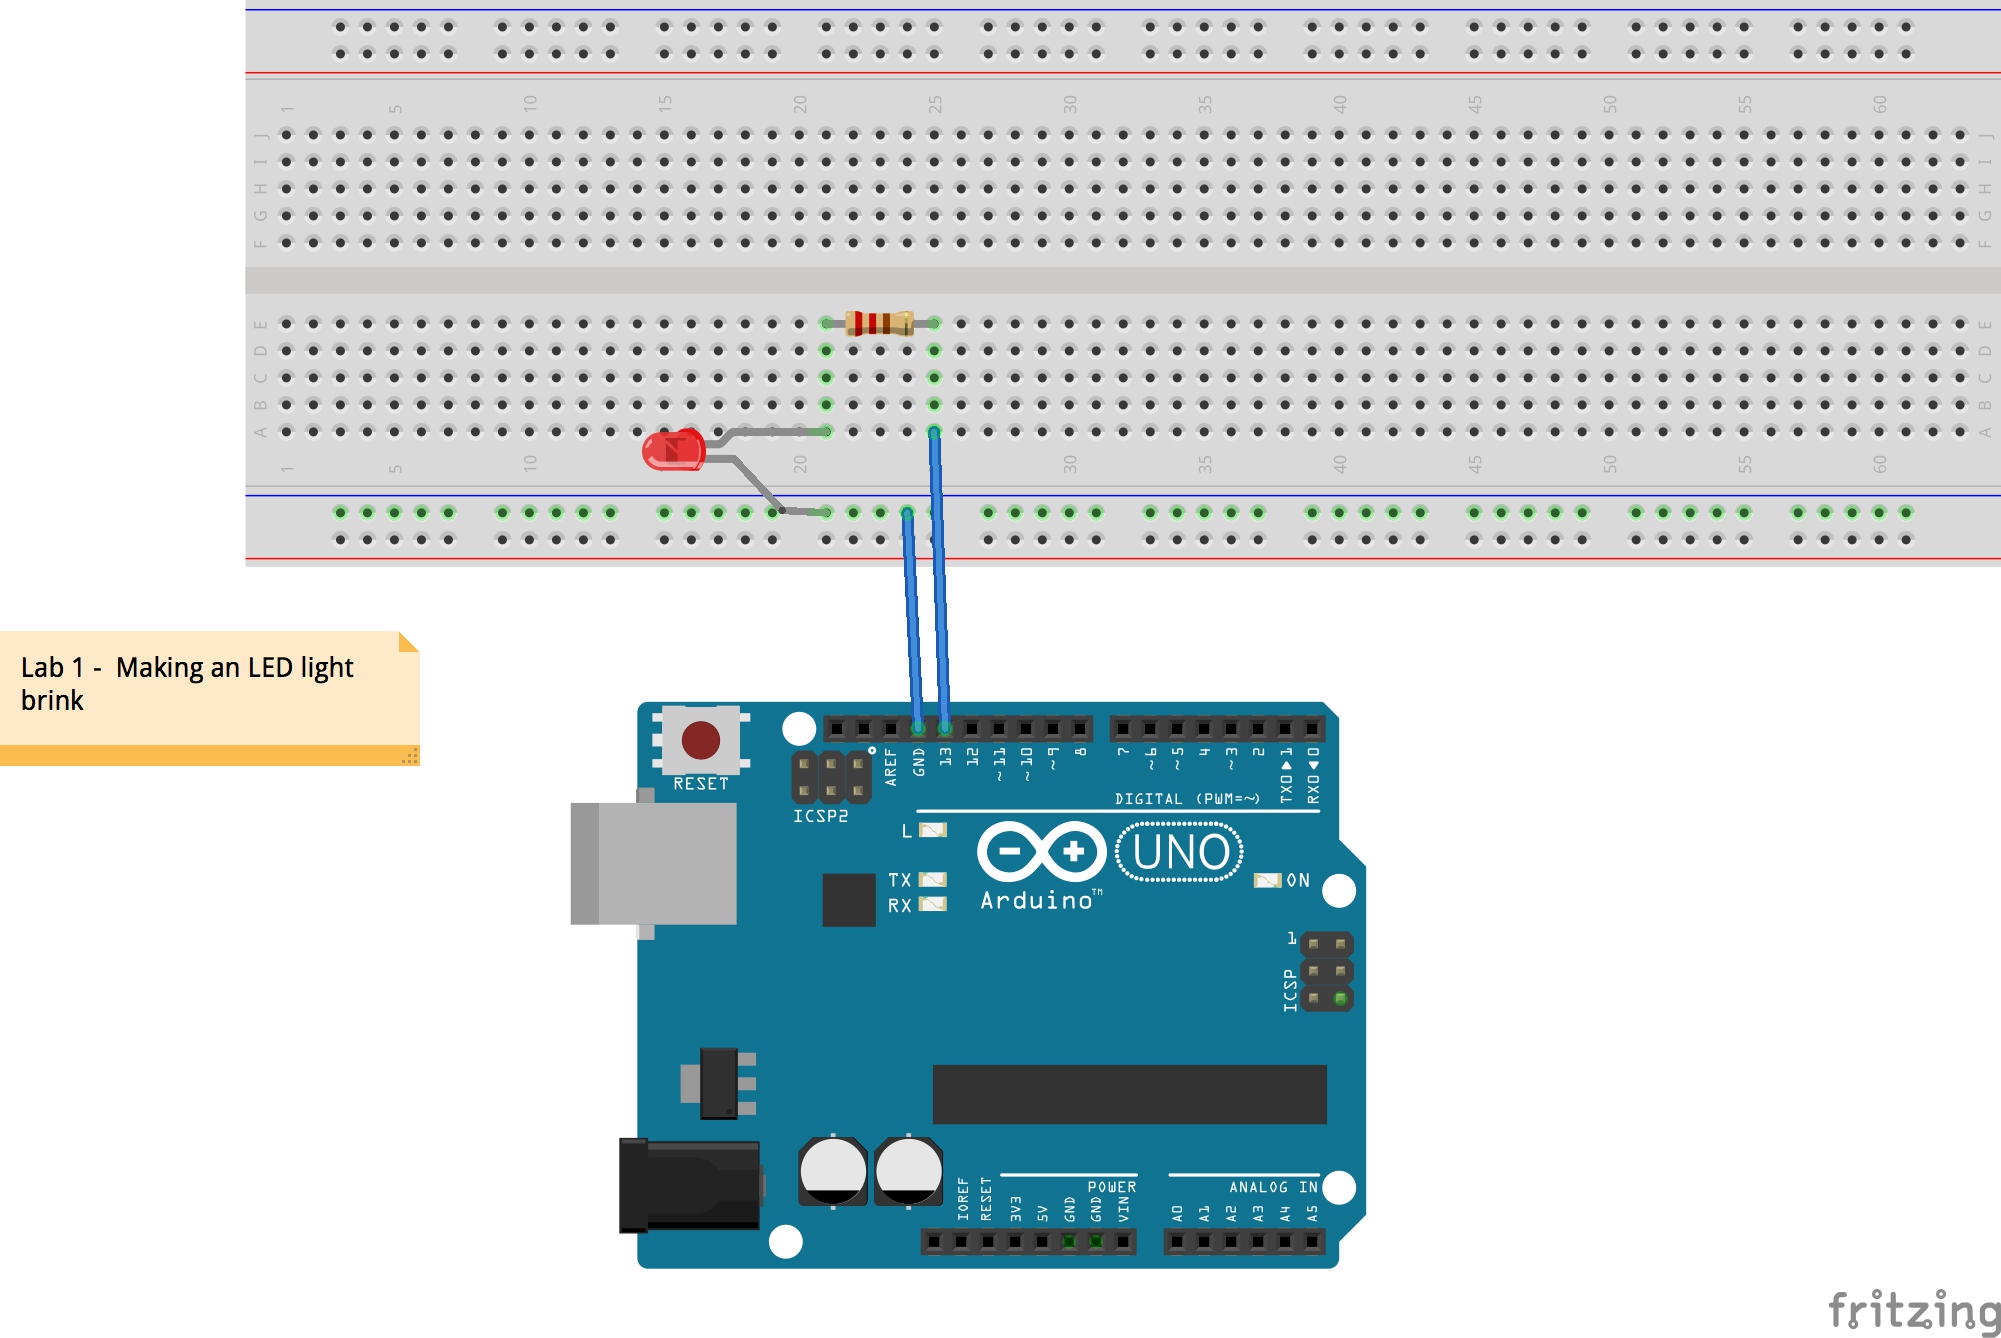 1 5 10 15 20 25 30 35 40 45 50 55 60
J J
I I
H H
G G
F F
E E
D D
C C
B B
A A
1 5 10 20 30 35 40 45 50 55 60
Lab 1 -  Making an LED light
brink
RESET
ICSP2
AREF GND 13 12 ~11 ~10 ~9 8 7 ~6 ~5 4 ~3 2 TX0▶1 RX0◀0
DIGITAL (PWM=~)
L
TX
RX
UNO
Arduino™
ON
1
ICSP
POWER
ANALOG IN
IOREF RESET 3V3 5V GND GND VIN A0 A1 A2 A3 A4 A5
fritzing